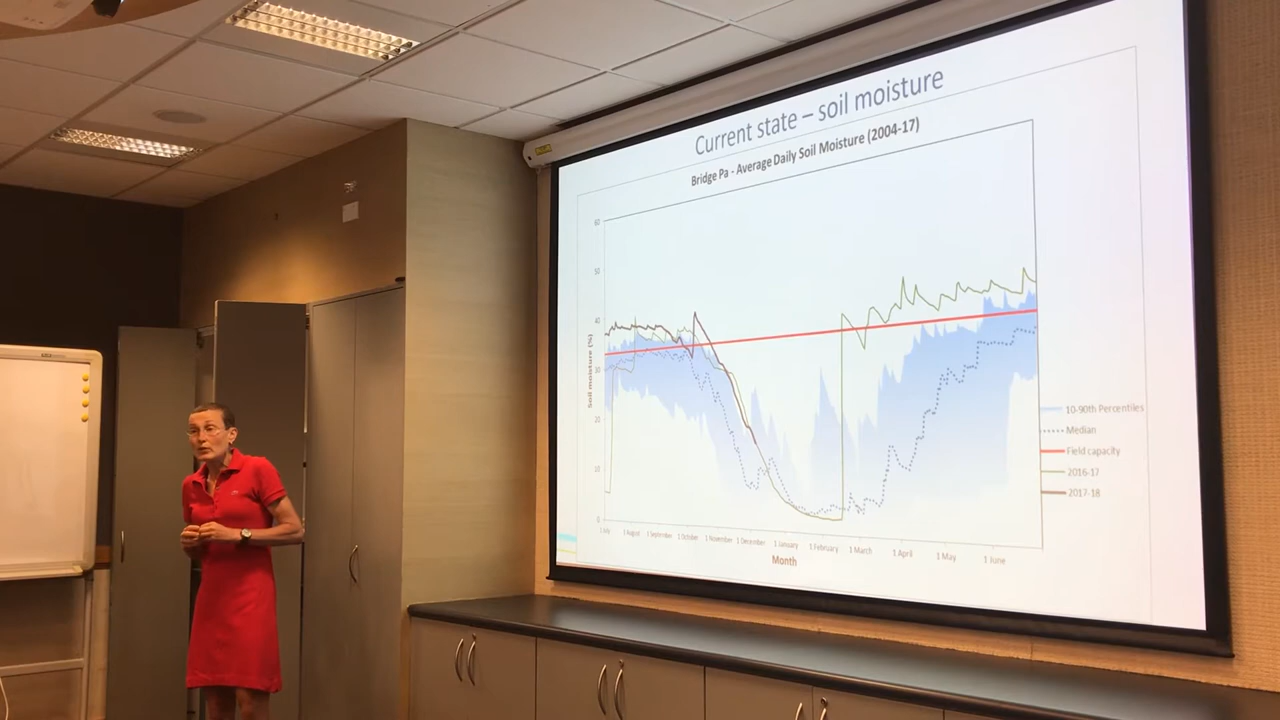 Current state – soil moisture
Bridge Pa - Average Daily Soil Moisture (2004-17)
60
50
40
30
20
10
0
Soil moisture (%)
1 July
1 August
1 September
1 October
1 November
1 December
1 January
1 February
1 March
1 April
1 May
1 June
Month
10-90th Percentiles
Median
Field capacity
2016-17
2017-18